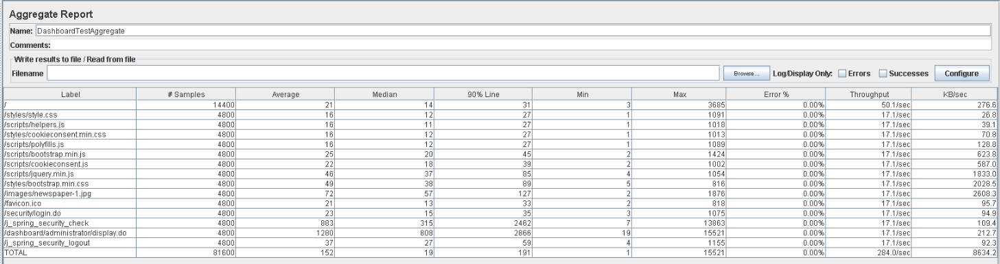 Aggregate Report
Name: DashboardTestAggregate
Comments:
Write results to file / Read from file
Filename Browse... Log/Display Only: Errors Successes Configure
Label # Samples Average Median 90% Line Min Max Error % Throughput KB/sec
/ 14400 21 14 31 3 3685 0.00% 50.1/sec 276.6
/styles/style.css 4800 16 12 27 1 1091 0.00% 17.1/sec 26.8
/scripts/helpers.js 4800 16 11 27 1 1018 0.00% 17.1/sec 39.1
/styles/cookieconsent.min.css 4800 16 12 27 1 1013 0.00% 17.1/sec 70.8
/scripts/polyfills.js 4800 16 12 27 1 1089 0.00% 17.1/sec 128.8
/scripts/bootstrap.min.js 4800 25 20 45 2 1424 0.00% 17.1/sec 623.8
/scripts/cookieconsent.js 4800 22 18 39 2 1002 0.00% 17.1/sec 587.0
/scripts/jquery.min.js 4800 46 37 85 4 1054 0.00% 17.1/sec 1833.0
/styles/bootstrap.min.css 4800 49 38 89 5 816 0.00% 17.1/sec 2028.5
/images/newspaper-1.jpg 4800 72 57 127 2 1876 0.00% 17.1/sec 2608.3
/favicon.ico 4800 21 13 33 2 818 0.00% 17.1/sec 95.7
/security/login.do 4800 23 15 35 3 1075 0.00% 17.1/sec 94.9
/j_spring_security_check 4800 883 315 2462 7 13863 0.00% 17.1/sec 109.4
/dashboard/administrator/display.do 4800 1280 808 2866 19 15521 0.00% 17.1/sec 212.7
/j_spring_security_logout 4800 37 27 59 4 1155 0.00% 17.1/sec 92.3
TOTAL 81600 152 19 191 1 15521 0.00% 284.0/sec 8634.2